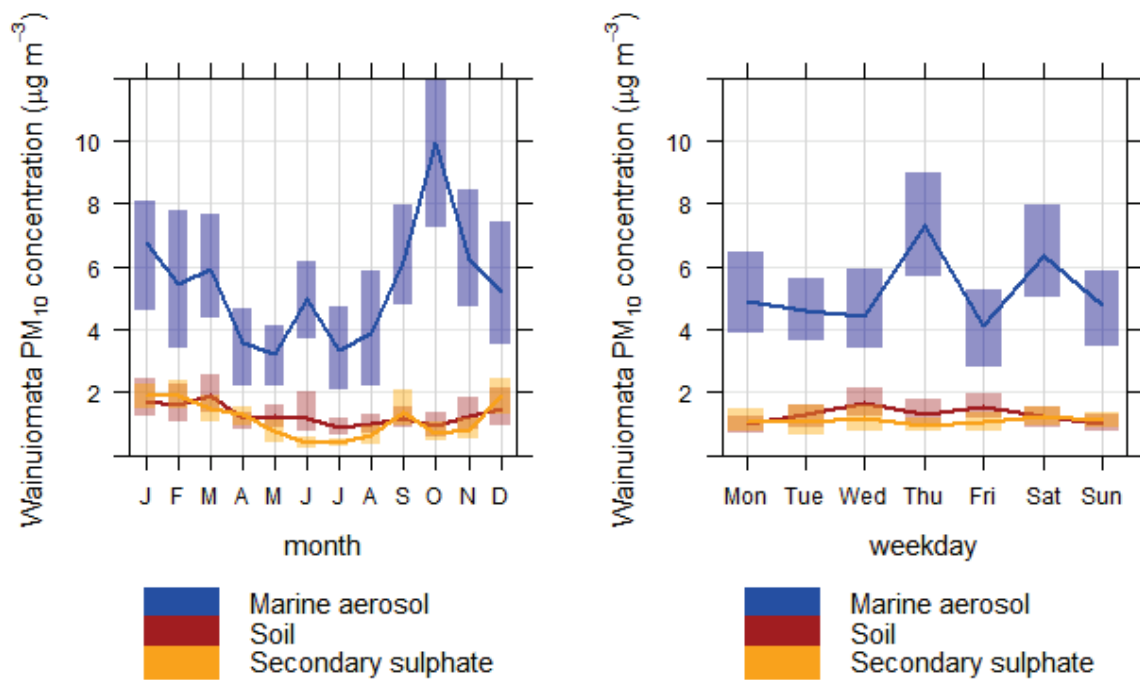 Wainuiomata PM₁₀ concentration (µg m⁻³)
10
8
6
4
2
J F M A M J J A S O N D
month
Marine aerosol
Soil
Secondary sulphate
Wainuiomata PM₁₀ concentration (µg m⁻³)
10
8
6
4
2
Mon Tue Wed Thu Fri Sat Sun
weekday
Marine aerosol
Soil
Secondary sulphate